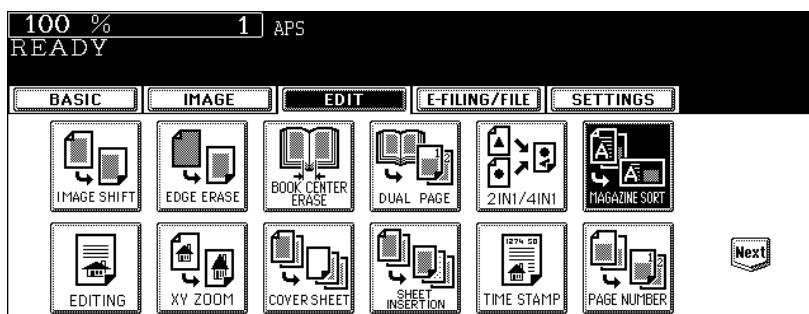 100 % 1 APS
READY
BASIC IMAGE EDIT E-FILING/FILE SETTINGS
IMAGE SHIFT
EDGE ERASE
BOOK CENTER
ERASE
DUAL PAGE
2IN1/4IN1
MAGAZINE SORT
EDITING
XY ZOOM
COVER SHEET
SHEET
INSERTION
TIME STAMP
PAGE NUMBER
Next